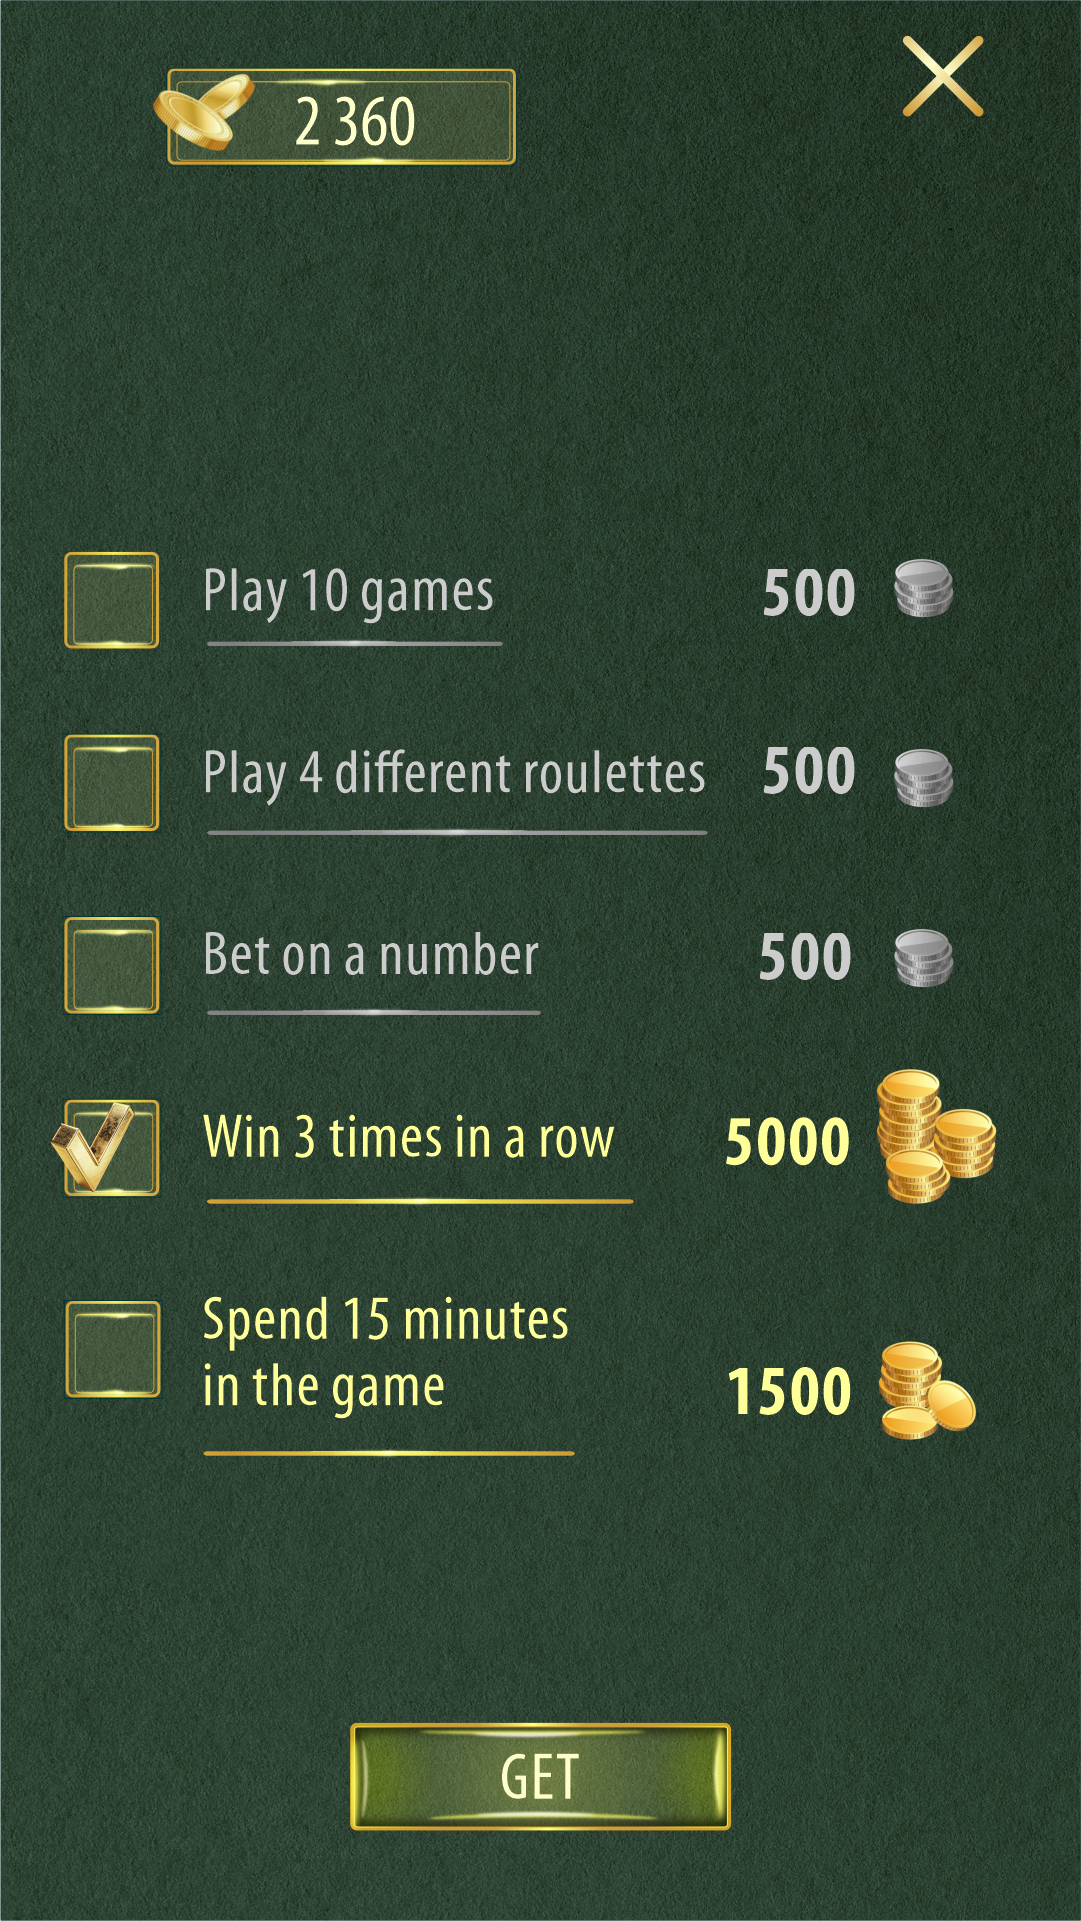 2 360
Play 10 games 500
Play 4 different roulettes 500
Bet on a number 500
Win 3 times in a row 5000
Spend 15 minutes
in the game 1500
GET